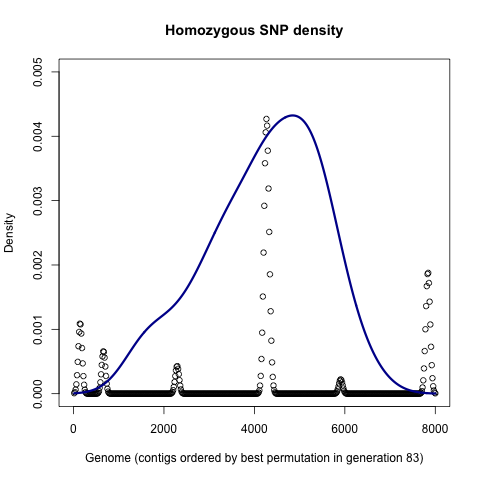 Homozygous SNP density
0.005
0.004
0.003
0.002
0.001
0.000
Density
0 2000 4000 6000 8000
Genome (contigs ordered by best permutation in generation 83)